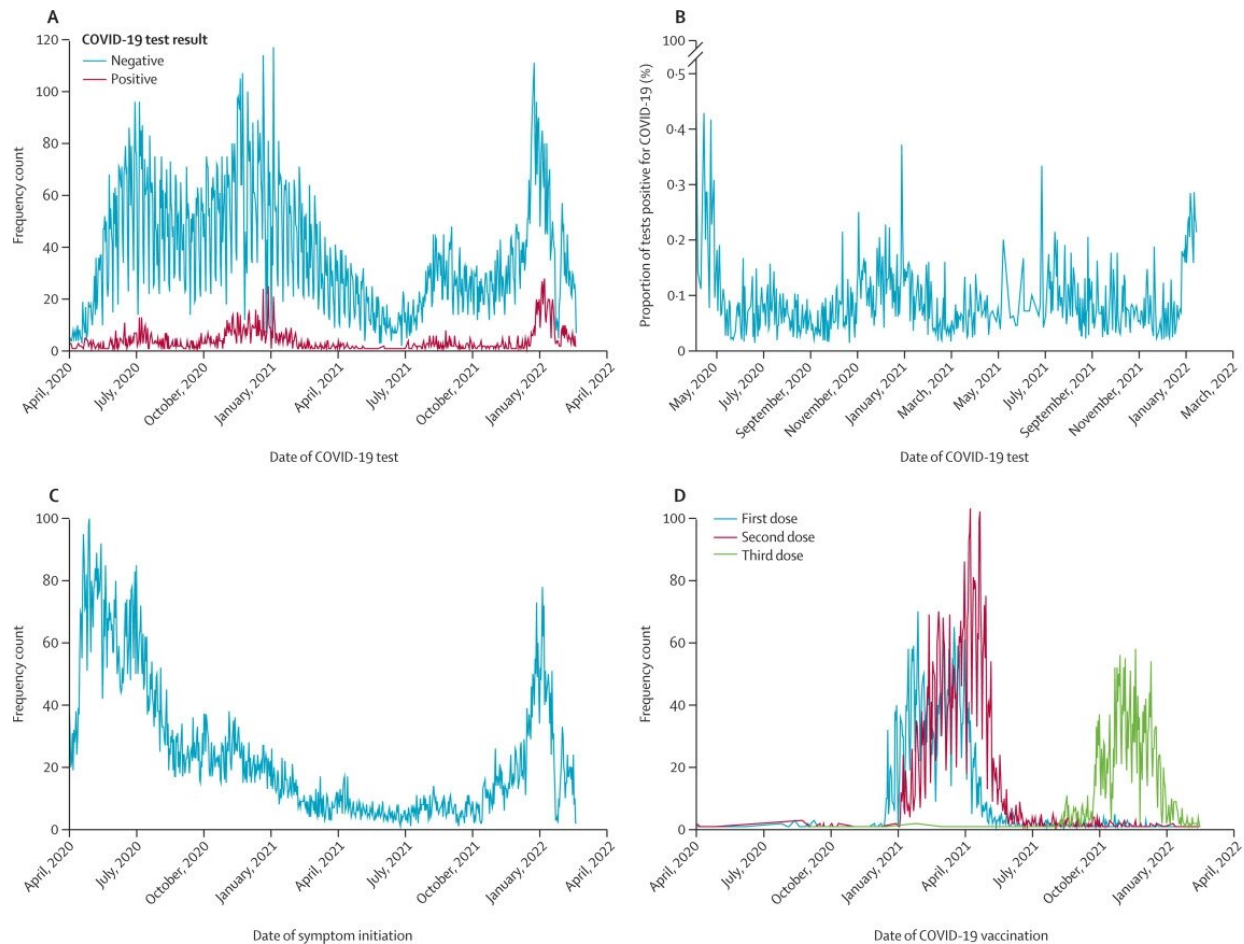 A
COVID-19 test result
Negative
Positive
120
100
80
60
40
20
0
Frequency count
April, 2020
July, 2020
October, 2020
January, 2021
April, 2021
July, 2021
October, 2021
January, 2022
April, 2022
Date of COVID-19 test
B
100
0·5
0·4
0·3
0·2
0·1
0
Proportion of tests positive for COVID-19 (%)
May, 2020
July, 2020
September, 2020
November, 2020
January, 2021
March, 2021
May, 2021
July, 2021
September, 2021
November, 2021
January, 2022
March, 2022
Date of COVID-19 test
C
100
80
60
40
20
0
Frequency count
April, 2020
July, 2020
October, 2020
January, 2021
April, 2021
July, 2021
October, 2021
January, 2022
April, 2022
Date of symptom initiation
D
First dose
Second dose
Third dose
100
80
60
40
20
0
Frequency count
April, 2020
July, 2020
October, 2020
January, 2021
April, 2021
July, 2021
October, 2021
January, 2022
April, 2022
Date of COVID-19 vaccination